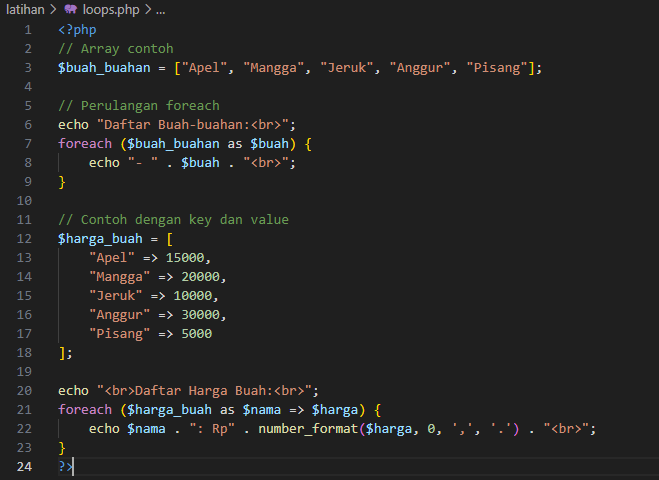 latihan > loops.php > ...
1 <?php
2 // Array contoh
3 $buah_buahan = ["Apel", "Mangga", "Jeruk", "Anggur", "Pisang"];
4
5 // Perulangan foreach
6 echo "Daftar Buah-buahan:<br>";
7 foreach ($buah_buahan as $buah) {
8     echo "- " . $buah . "<br>";
9 }
10
11 // Contoh dengan key dan value
12 $harga_buah = [
13     "Apel" => 15000,
14     "Mangga" => 20000,
15     "Jeruk" => 10000,
16     "Anggur" => 30000,
17     "Pisang" => 5000
18 ];
19
20 echo "<br>Daftar Harga Buah:<br>";
21 foreach ($harga_buah as $nama => $harga) {
22     echo $nama . ": Rp" . number_format($harga, 0, ',', '.') . "<br>";
23 }
24 ?>